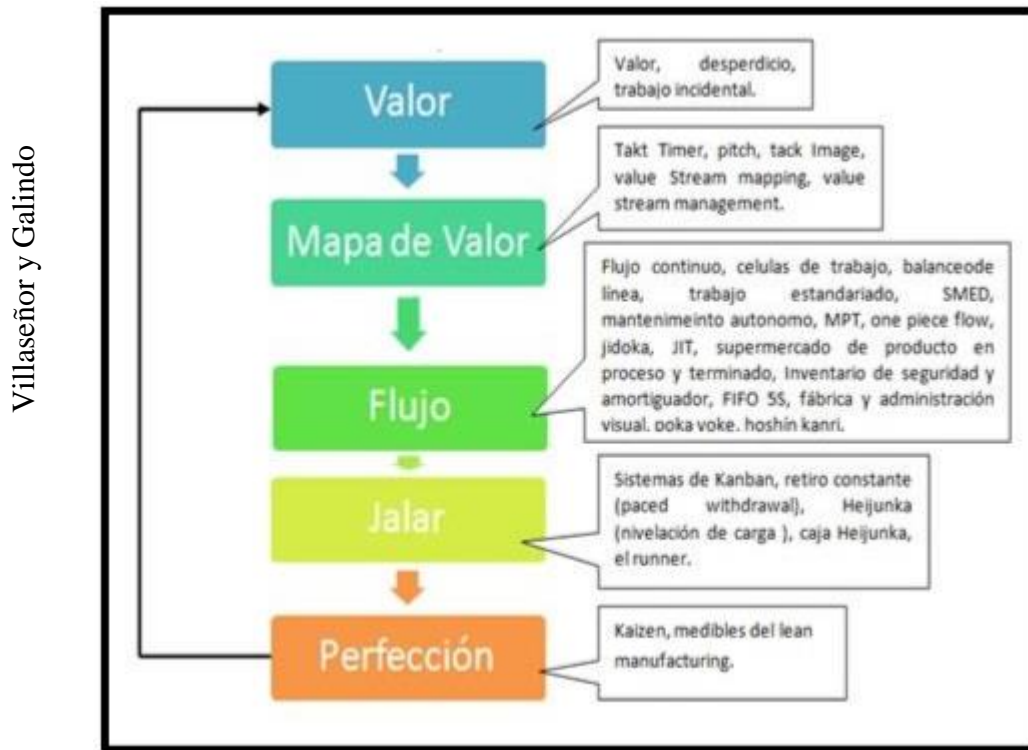 Villaseñor y Galindo
Valor
Valor, desperdicio,
trabajo incidental.
Mapa de Valor
Takt Timer, pitch, tack Image,
value Stream mapping, value
stream management.
Flujo
Flujo continuo, celulas de trabajo, balanceode
línea, trabajo estandariado, SMED,
mantenimeinto autonomo, MPT, one piece flow,
jidoka, JIT, supermercado de producto en
proceso y terminado, Inventario de seguridad y
amortiguador, FIFO 5S, fábrica y administración
visual, poka yoke, hoshin kanri.
Jalar
Sistemas de Kanban, retiro constante
(paced withdrawal), Heijunka
(nivelación de carga ), caja Heijunka,
el runner.
Perfección
Kaizen, medibles del lean
manufacturing.